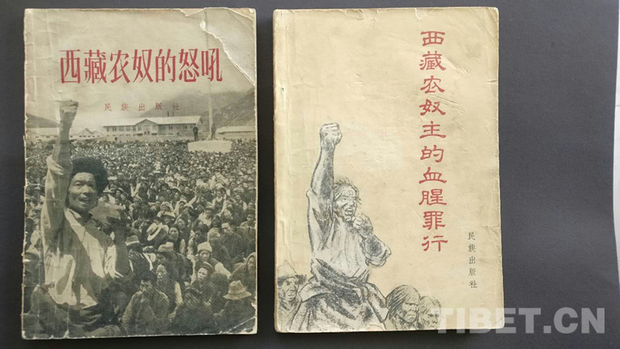 西藏农奴的怒吼
民族出版社
西藏农奴主的血腥罪行
民族出版社
TIBET.CN